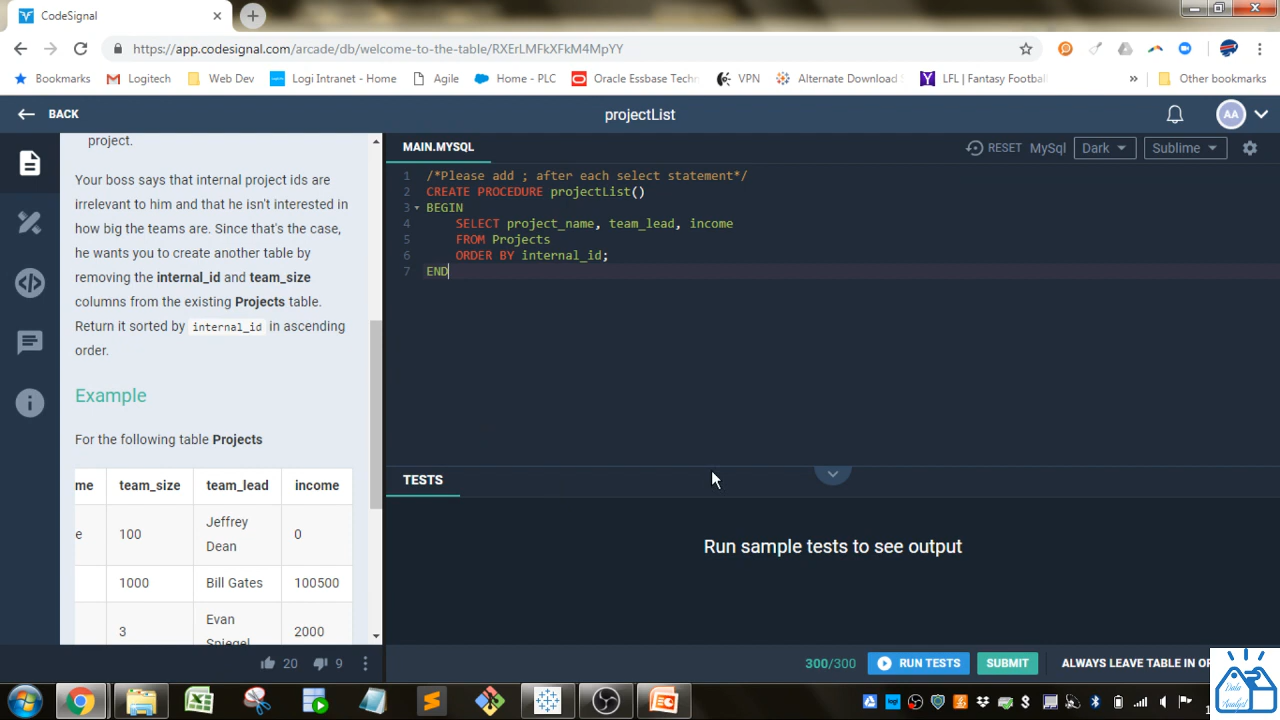 CodeSignal
https://app.codesignal.com/arcade/db/welcome-to-the-table/RXErLMFkXFkM4MpYY
Bookmarks Logitech Web Dev Logi Intranet - Home Agile Home - PLC Oracle Essbase Techn VPN Alternate Download LFL | Fantasy Football » Other bookmarks
BACK projectList AA
project.
Your boss says that internal project ids are
irrelevant to him and that he isn't interested in
how big the teams are. Since that's the case,
he wants you to create another table by
removing the internal_id and team_size
columns from the existing Projects table.
Return it sorted by internal_id in ascending
order.
Example
For the following table Projects
me team_size team_lead income
e 100 Jeffrey Dean 0
1000 Bill Gates 100500
3 Evan Spiegel 2000
20 9
MAIN.MYSQL RESET MySql Dark Sublime
1 /*Please add ; after each select statement*/
2 CREATE PROCEDURE projectList()
3 BEGIN
4 SELECT project_name, team_lead, income
5 FROM Projects
6 ORDER BY internal_id;
7 END
TESTS
Run sample tests to see output
300/300 RUN TESTS SUBMIT ALWAYS LEAVE TABLE IN OR
Data
Analyst